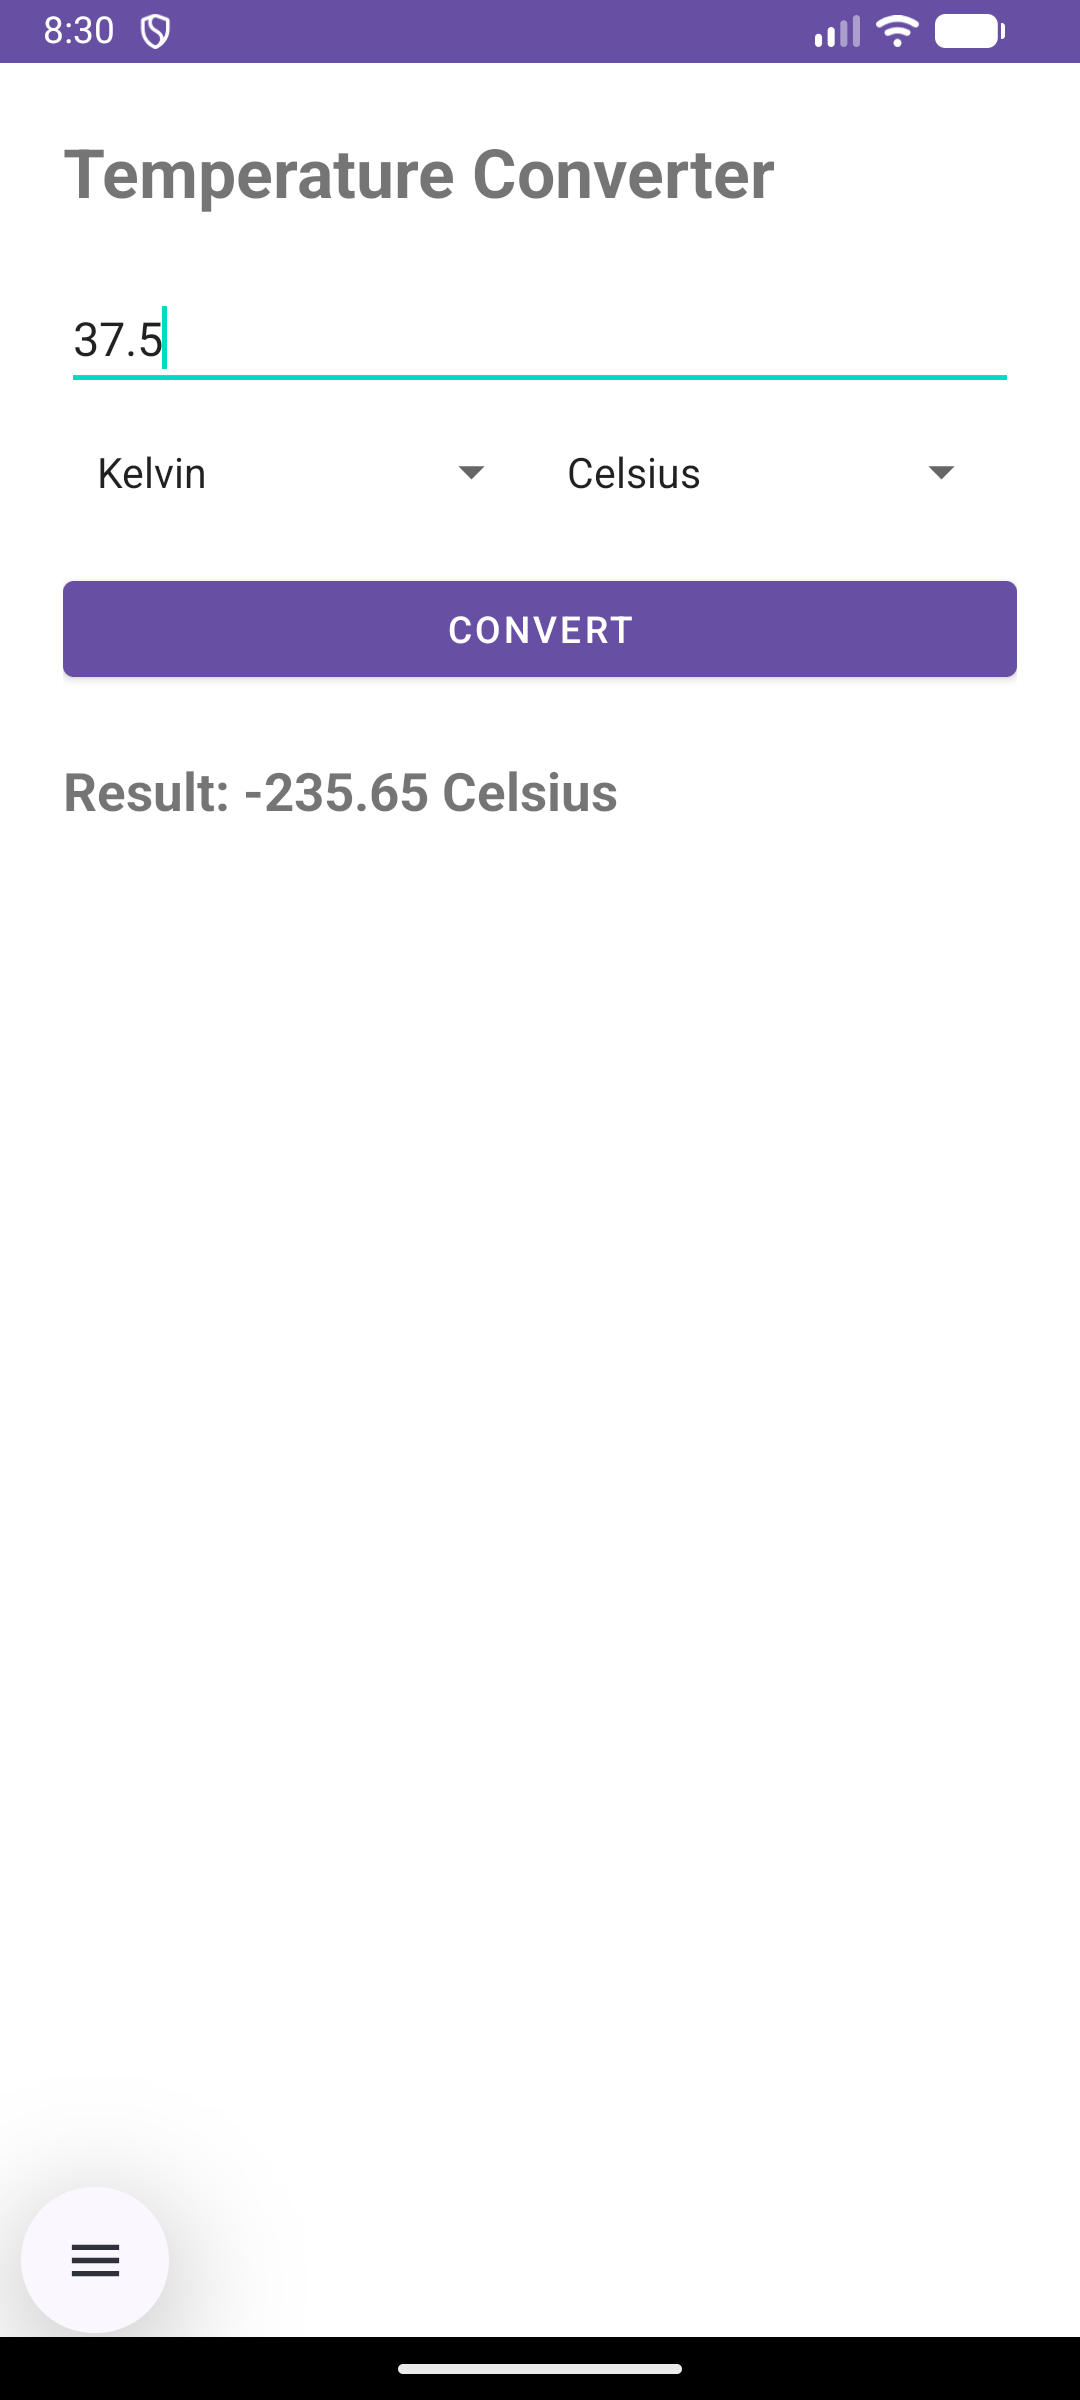 8:30
Temperature Converter
37.5
Kelvin Celsius
CONVERT
Result: -235.65 Celsius